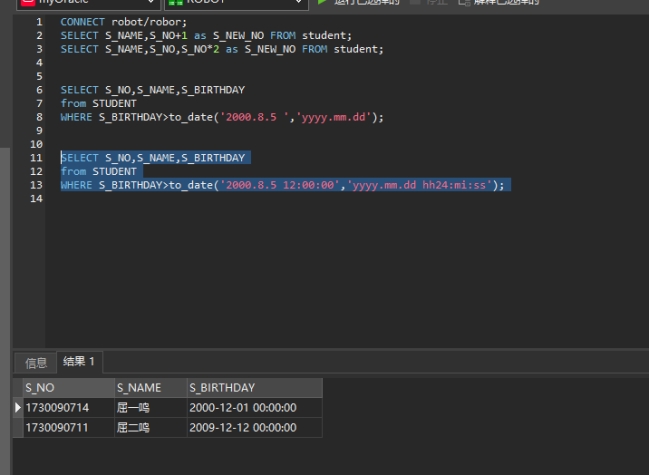 myOracle ROBOT 运行已选择的 停止 解释已选择的
1 CONNECT robot/robor;
2 SELECT S_NAME,S_NO+1 as S_NEW_NO FROM student;
3 SELECT S_NAME,S_NO,S_NO*2 as S_NEW_NO FROM student;
4
5
6 SELECT S_NO,S_NAME,S_BIRTHDAY
7 from STUDENT
8 WHERE S_BIRTHDAY>to_date('2000.8.5 ','yyyy.mm.dd');
9
10
11 SELECT S_NO,S_NAME,S_BIRTHDAY
12 from STUDENT
13 WHERE S_BIRTHDAY>to_date('2000.8.5 12:00:00','yyyy.mm.dd hh24:mi:ss');
14
信息 结果 1
S_NO S_NAME S_BIRTHDAY
1730090714 屈一鸣 2000-12-01 00:00:00
1730090711 屈二鸣 2009-12-12 00:00:00